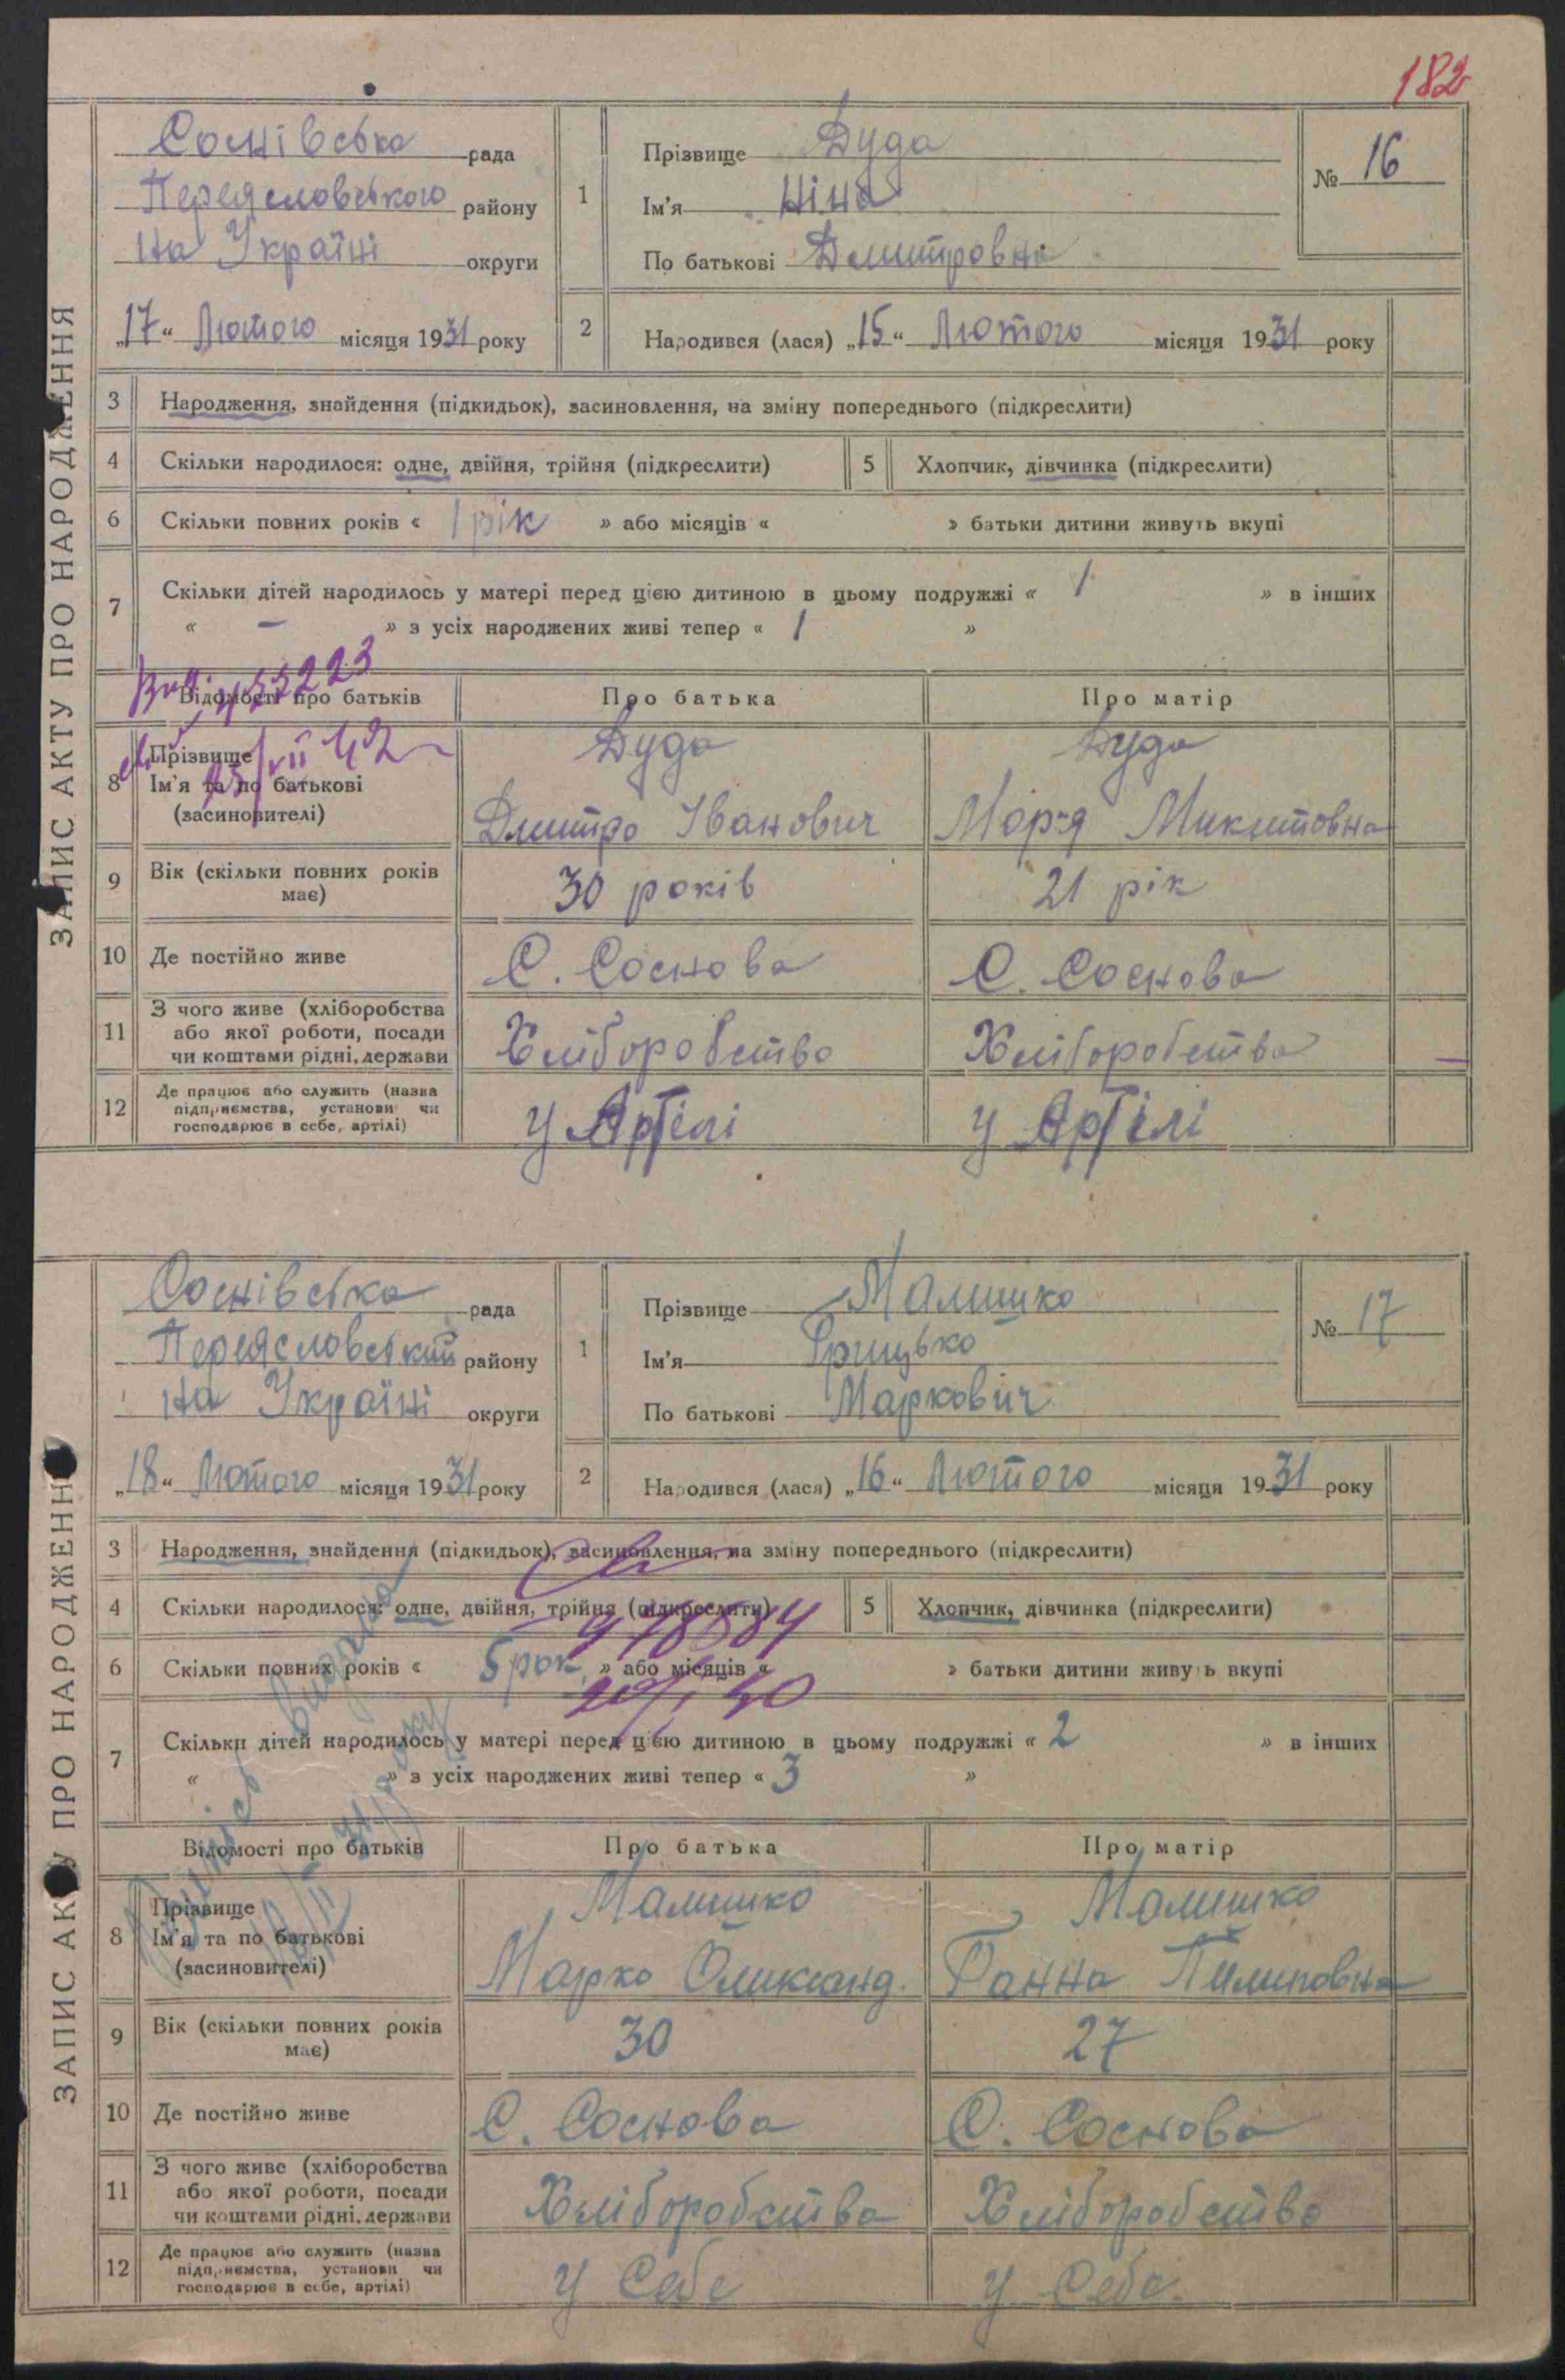 182
ЗАПИС АКТУ ПРО НАРОДЖЕННЯ
Соснівська рада
Переяславського району
На Україні округи
„17“ Лютого місяця 1931 року
1
Прізвище Дуда
Ім'я Ніна
По батькові Дмитровна
№ 16
2 Народився (лася) „15“ Лютого місяця 1931 року
3 Народження, знайдення (підкидьок), засиновлення, на зміну попереднього (підкреслити)
4 Скільки народилося: одне, двійня, трійня (підкреслити) 5 Хлопчик, дівчинка (підкреслити)
6 Скільки повних років « 1 рік » або місяців « » батьки дитини живуть вкупі
7 Скільки дітей народилось у матері перед цією дитиною в цьому подружжі « 1 » в інших
« – » з усіх народжених живі тепер « 1 »
Відомості про батьків Про батька Про матір
8 Прізвище Дуда Дуда
Ім'я та по батькові Дмитро Іванович Мар'я Микитовна
(засиновителі)
25/VII 42
9 Вік (скільки повних років має) 30 років 21 рік
10 Де постійно живе С. Соснова С. Соснова
11 З чого живе (хліборобства або якої роботи, посади чи коштами рідні, держави Хліборобства Хліборобства
12 Де працює або служить (назва підприємства, установи чи господарює в себе, артілі) У Артілі У Артілі
ЗАПИС АКТУ ПРО НАРОДЖЕННЯ
Соснівська рада
Переяславський району
На Україні округи
„18“ Лютого місяця 1931 року
1
Прізвище Малишко
Ім'я Грицько
По батькові Маркович
№ 17
2 Народився (лася) „16“ Лютого місяця 1931 року
3 Народження, знайдення (підкидьок), засиновлення, на зміну попереднього (підкреслити)
4 Скільки народилося: одне, двійня, трійня (підкреслити) 5 Хлопчик, дівчинка (підкреслити)
6 Скільки повних років « 5 рок. » або місяців « » батьки дитини живуть вкупі
7 Скільки дітей народилось у матері перед цією дитиною в цьому подружжі « 2 » в інших
« » з усіх народжених живі тепер « 3 »
Відомості про батьків Про батька Про матір
8 Прізвище Малишко Малишко
Ім'я та по батькові Марко Олександ. Ганна Пилиповна
(засиновителі)
9 Вік (скільки повних років має) 30 27
10 Де постійно живе С. Соснова С. Соснова
11 З чого живе (хліборобства або якої роботи, посади чи коштами рідні, держави Хліборобства Хліборобство
12 Де працює або служить (назва підприємства, установи чи господарює в себе, артілі) У Себе У Себе.